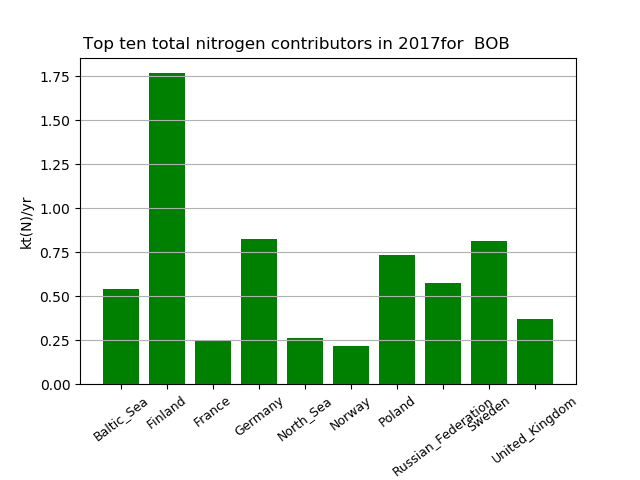 Top ten total nitrogen contributors in 2017for  BOB
kt(N)/yr
1.75
1.50
1.25
1.00
0.75
0.50
0.25
0.00
Baltic_Sea
Finland
France
Germany
North_Sea
Norway
Poland
Russian_Federation
Sweden
United_Kingdom